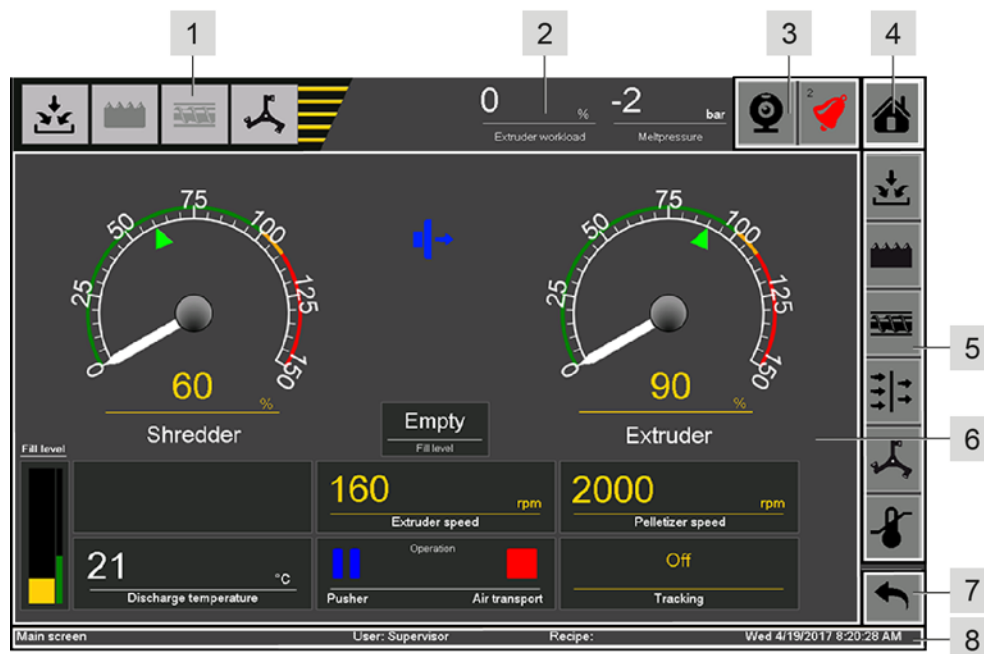 1
2
3
4
0 %
Extruder workload
-2 bar
Meltpressure
2
0 25 50 75 100 125 150
60 %
Shredder
0 25 50 75 100 125 150
90 %
Extruder
5
6
Empty
Fill level
Fill level
160 rpm
Extruder speed
2000 rpm
Pelletizer speed
21 °C
Discharge temperature
Operation
Pusher
Air transport
Off
Tracking
7
Main screen User: Supervisor Recipe: Wed 4/19/2017 8:20:28 AM
8